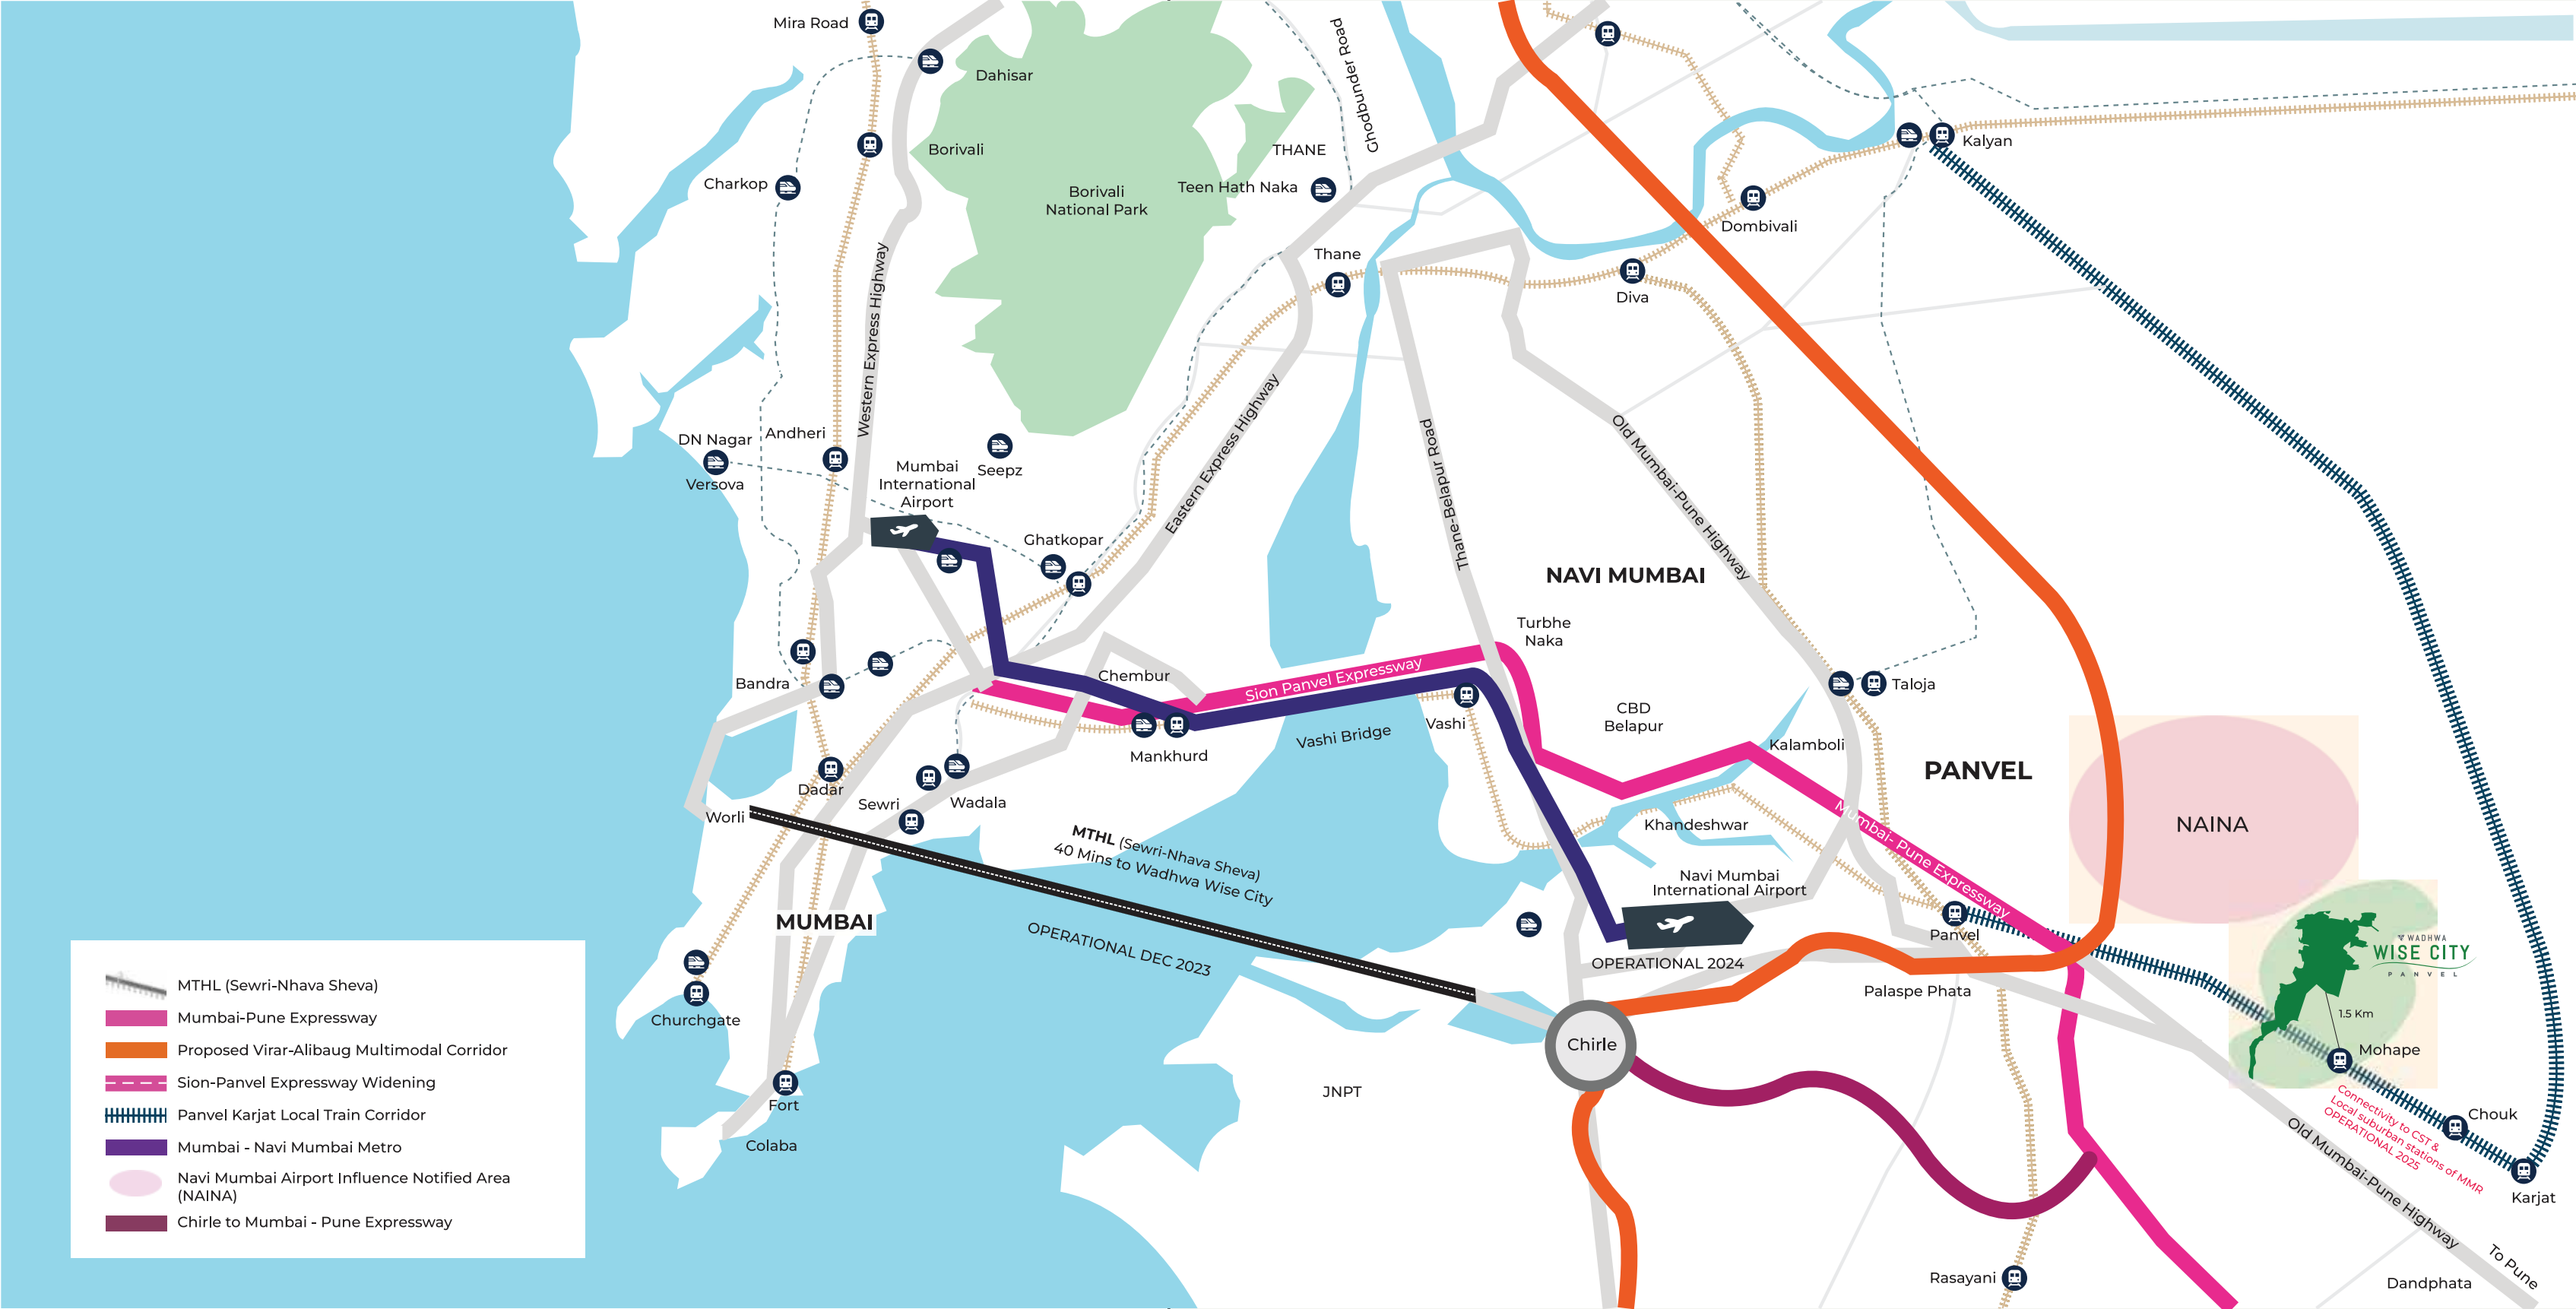 Mira Road
Dahisar
Borivali
Charkop
Borivali
National Park
THANE
Teen Hath Naka
Ghodbunder Road
Thane
Kalyan
Dombivali
Diva
Western Express Highway
Eastern Express Highway
Thane-Belapur Road
Old Mumbai-Pune Highway
DN Nagar
Versova
Andheri
Mumbai
International
Airport
Seepz
Ghatkopar
NAVI MUMBAI
Turbhe
Naka
Bandra
Chembur
Sion Panvel Expressway
Mankhurd
Vashi Bridge
Vashi
CBD
Belapur
Kalamboli
Taloja
PANVEL
NAINA
Dadar
Sewri
Wadala
Worli
MTHL (Sewri-Nhava Sheva)
40 Mins to Wadhwa Wise City
OPERATIONAL DEC 2023
MUMBAI
Khandeshwar
Mumbai- Pune Expressway
Navi Mumbai
International Airport
OPERATIONAL 2024
Panvel
Palaspe Phata
WADHWA
WISE CITY
PANVEL
1.5 Km
Mohape
Chouk
Karjat
Connectivity to CST &
Local suburban stations of MMR
OPERATIONAL 2025
Old Mumbai-Pune Highway
To Pune
Dandphata
Rasayani
Chirle
JNPT
Churchgate
Fort
Colaba
MTHL (Sewri-Nhava Sheva)
Mumbai-Pune Expressway
Proposed Virar-Alibaug Multimodal Corridor
Sion-Panvel Expressway Widening
Panvel Karjat Local Train Corridor
Mumbai - Navi Mumbai Metro
Navi Mumbai Airport Influence Notified Area
(NAINA)
Chirle to Mumbai - Pune Expressway